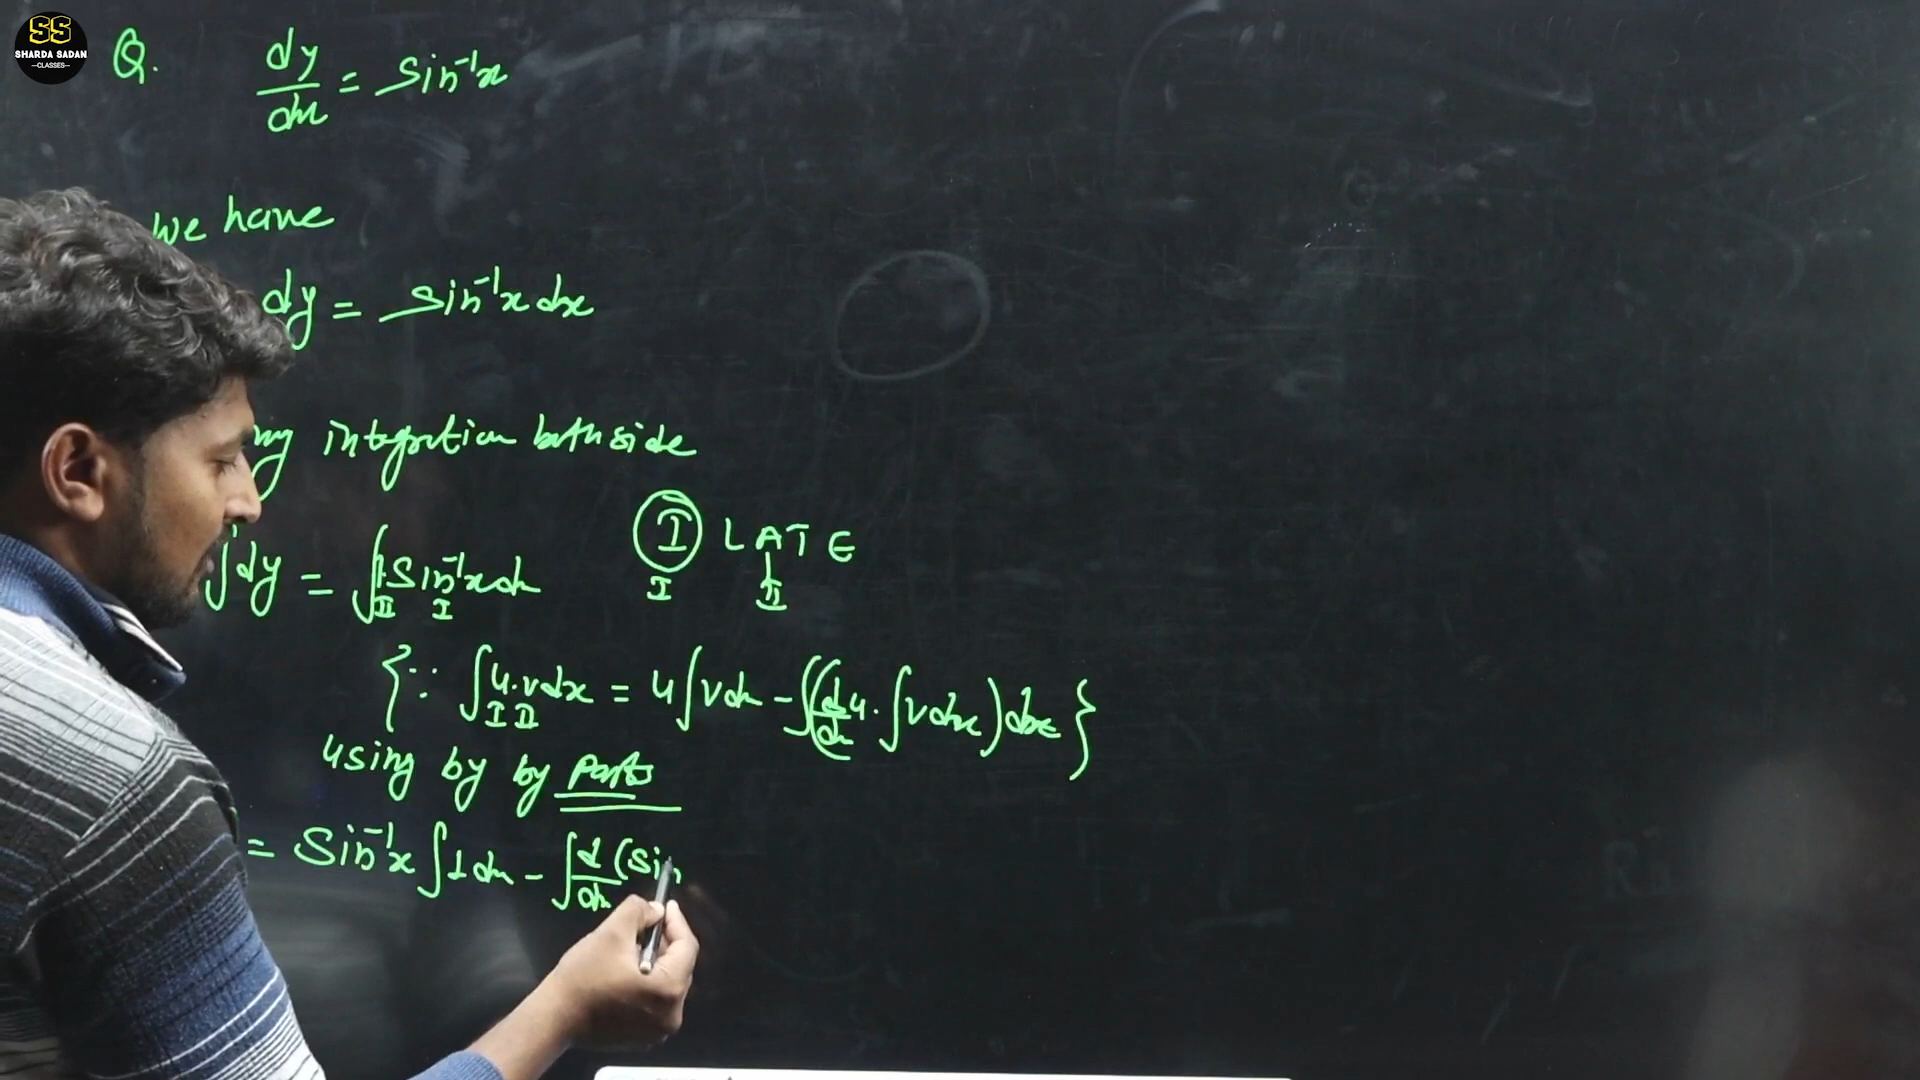 SS
SHARDA SADAN
—CLASSES—
Q. dy/dx = Sin⁻¹x
We have
dy = Sin⁻¹x dx
integration both side
∫dy = ∫1.Sin⁻¹x dx
II I
I L A T E
I II
{∵ ∫u.v dx = u∫v dx - ∫(d/dx u. ∫v dx) dx}
I II
using by by parts
= Sin⁻¹x ∫1 dx - ∫d/dx (Sin